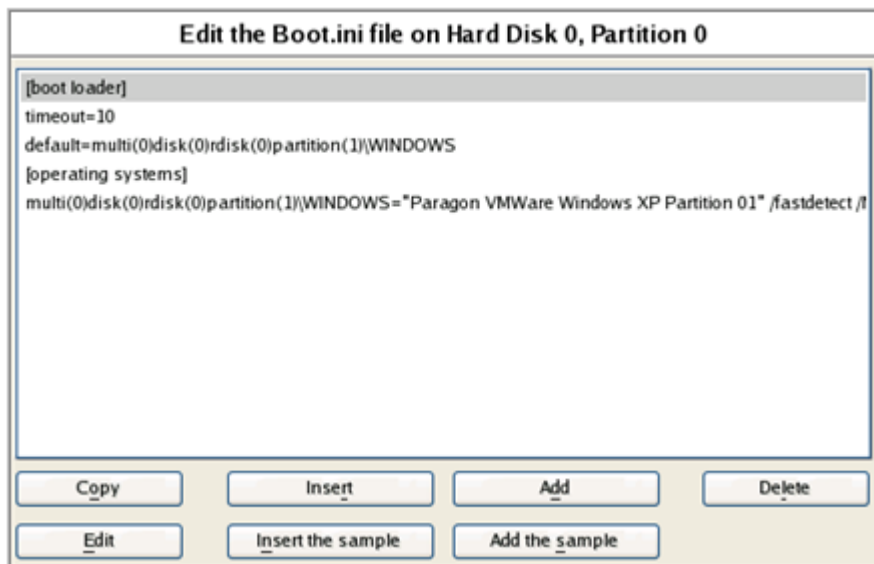 Edit the Boot.ini file on Hard Disk 0, Partition 0
[boot loader]
timeout=10
default=multi(0)disk(0)rdisk(0)partition(1)\WINDOWS
[operating systems]
multi(0)disk(0)rdisk(0)partition(1)\WINDOWS="Paragon VMWare Windows XP Partition 01" /fastdetect
Copy Insert Add Delete
Edit Insert the sample Add the sample